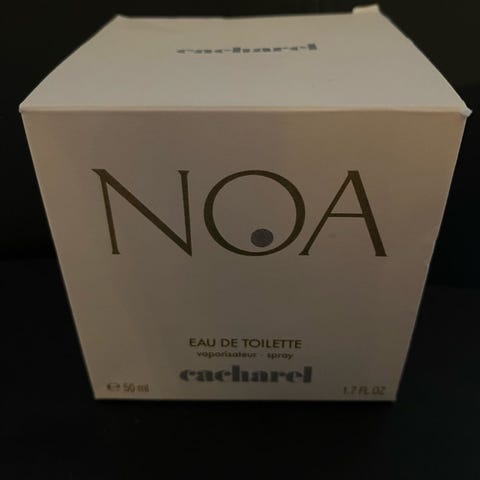 cacharel
NOA
EAU DE TOILETTE
vaporisateur - spray
cacharel
℮ 50 ml 1.7 FL OZ